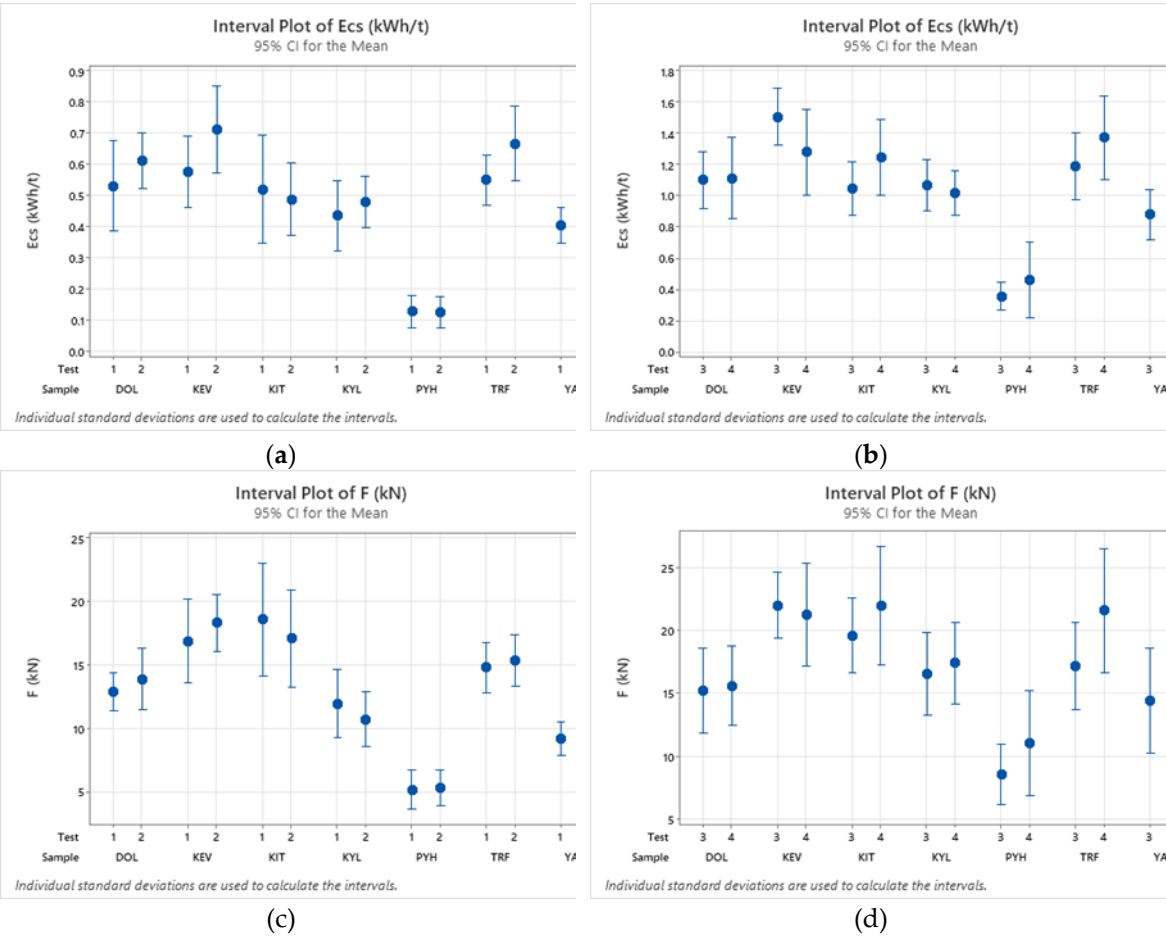 Interval Plot of Ecs (kWh/t)
95% CI for the Mean
0.9
0.8
0.7
0.6
0.5
0.4
0.3
0.2
0.1
0.0
Ecs (kWh/t)
Test 1 2 1 2 1 2 1 2 1 2 1 2 1
Sample DOL KEV KIT KYL PYH TRF YA
Individual standard deviations are used to calculate the intervals.
(a)
Interval Plot of Ecs (kWh/t)
95% CI for the Mean
1.8
1.6
1.4
1.2
1.0
0.8
0.6
0.4
0.2
0.0
Ecs (kWh/t)
Test 3 4 3 4 3 4 3 4 3 4 3 4 3
Sample DOL KEV KIT KYL PYH TRF YA
Individual standard deviations are used to calculate the intervals.
(b)
Interval Plot of F (kN)
95% CI for the Mean
25
20
15
10
5
F (kN)
Test 1 2 1 2 1 2 1 2 1 2 1 2 1
Sample DOL KEV KIT KYL PYH TRF YA
Individual standard deviations are used to calculate the intervals.
(c)
Interval Plot of F (kN)
95% CI for the Mean
25
20
15
10
5
F (kN)
Test 3 4 3 4 3 4 3 4 3 4 3 4 3
Sample DOL KEV KIT KYL PYH TRF YA
Individual standard deviations are used to calculate the intervals.
(d)